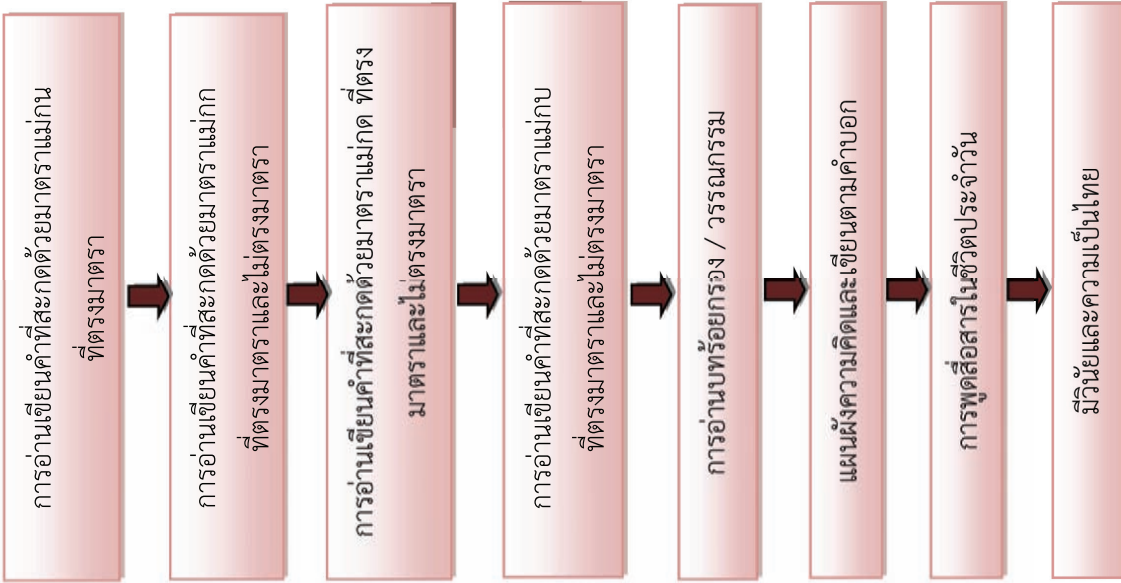 การอ่านเขียนคำที่สะกดด้วยมาตราแม่กน
ที่ตรงมาตรา
การอ่านเขียนคำที่สะกดด้วยมาตราแม่กก
ที่ตรงมาตราและไม่ตรงมาตรา
การอ่านเขียนคำที่สะกดด้วยมาตราแม่กด ที่ตรง
มาตราและไม่ตรงมาตรา
การอ่านเขียนคำที่สะกดด้วยมาตราแม่กบ
ที่ตรงมาตราและไม่ตรงมาตรา
การอ่านบทร้อยกรอง / วรรณกรรม
แผนผังความคิดและเขียนตามคำบอก
การพูดสื่อสารในชีวิตประจำวัน
มีวินัยและความเป็นไทย